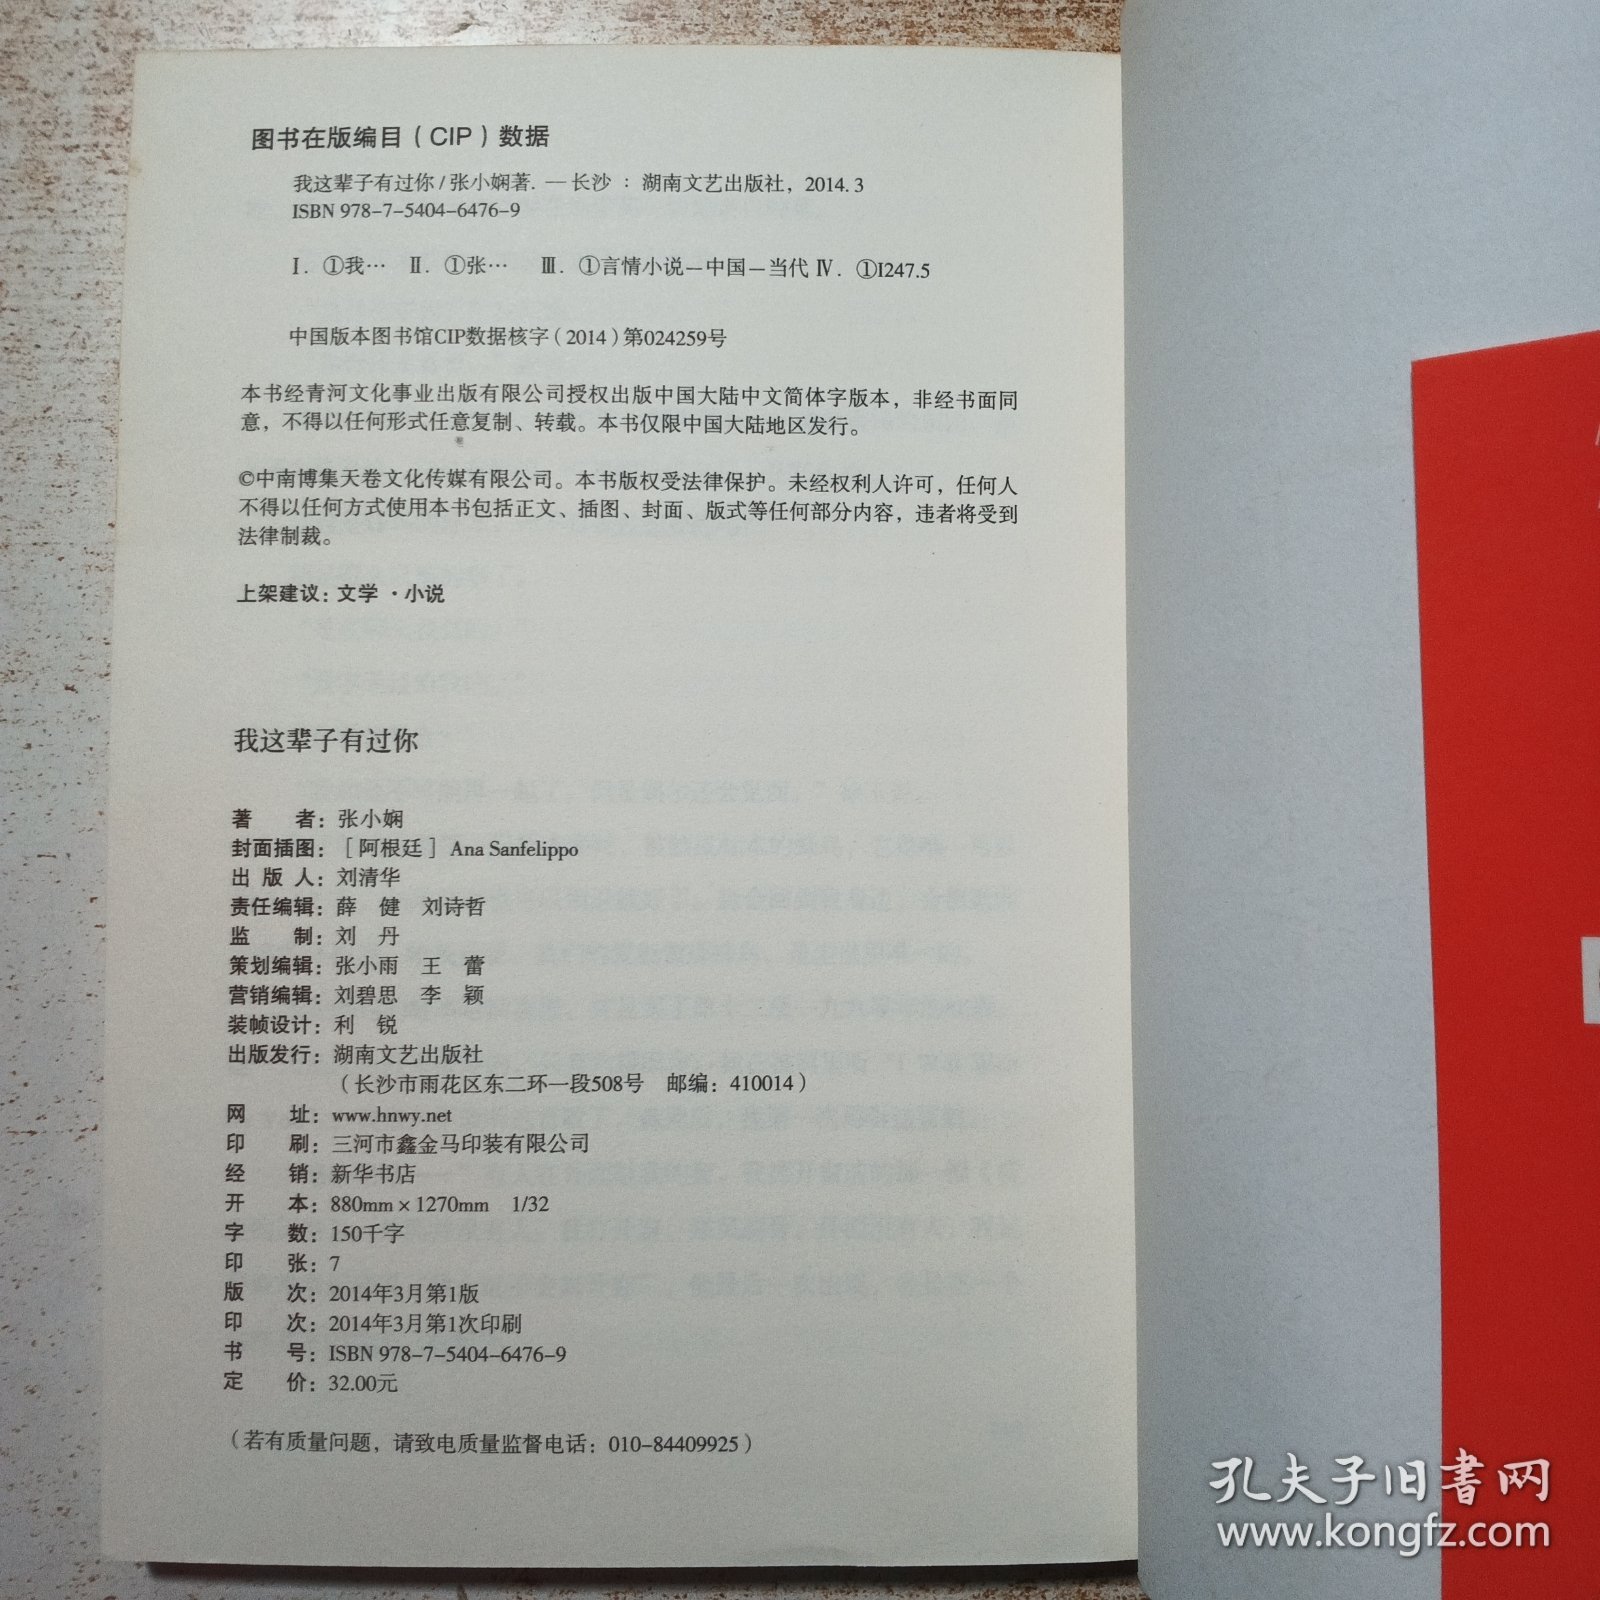 图书在版编目（CIP）数据
我这辈子有过你/张小娴著. — 长沙 ： 湖南文艺出版社，2014.3
ISBN 978-7-5404-6476-9
Ⅰ. ①我… Ⅱ. ①张… Ⅲ. ①言情小说—中国—当代 Ⅳ. ①I247.5
中国版本图书馆CIP数据核字（2014）第024259号
本书经青河文化事业出版有限公司授权出版中国大陆中文简体字版本，非经书面同
意，不得以任何形式任意复制、转载。本书仅限中国大陆地区发行。
©中南博集天卷文化传媒有限公司。本书版权受法律保护。未经权利人许可，任何人
不得以任何方式使用本书包括正文、插图、封面、版式等任何部分内容，违者将受到
法律制裁。
上架建议：文学 · 小说
我这辈子有过你
著 者：张小娴
封面插图：［阿根廷］Ana Sanfelippo
出 版 人：刘清华
责任编辑：薛 健 刘诗哲
监 制：刘 丹
策划编辑：张小雨 王 蕾
营销编辑：刘碧思 李 颖
装帧设计：利 锐
出版发行：湖南文艺出版社
（长沙市雨花区东二环一段508号 邮编：410014）
网 址：www.hnwy.net
印 刷：三河市鑫金马印装有限公司
经 销：新华书店
开 本：880mm×1270mm 1/32
字 数：150千字
印 张：7
版 次：2014年3月第1版
印 次：2014年3月第1次印刷
书 号：ISBN 978-7-5404-6476-9
定 价：32.00元
（若有质量问题，请致电质量监督电话：010-84409925）
孔夫子旧书网
www.kongfz.com